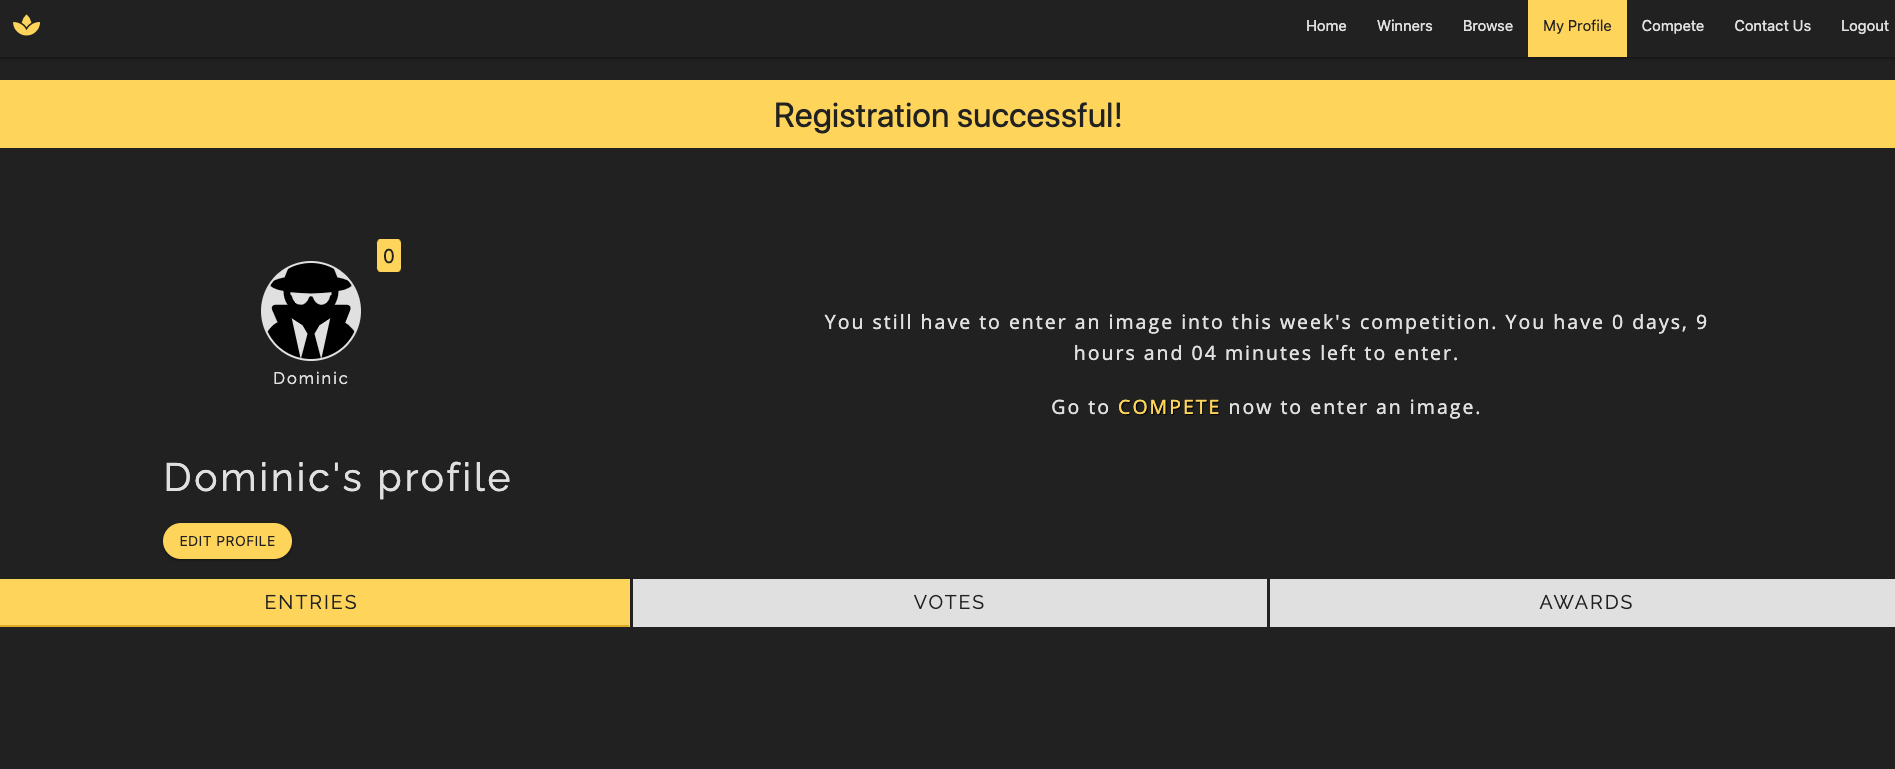 Home Winners Browse My Profile Compete Contact Us Logout
Registration successful!
0
Dominic
You still have to enter an image into this week's competition. You have 0 days, 9
hours and 04 minutes left to enter.
Go to COMPETE now to enter an image.
Dominic's profile
EDIT PROFILE
ENTRIES VOTES AWARDS